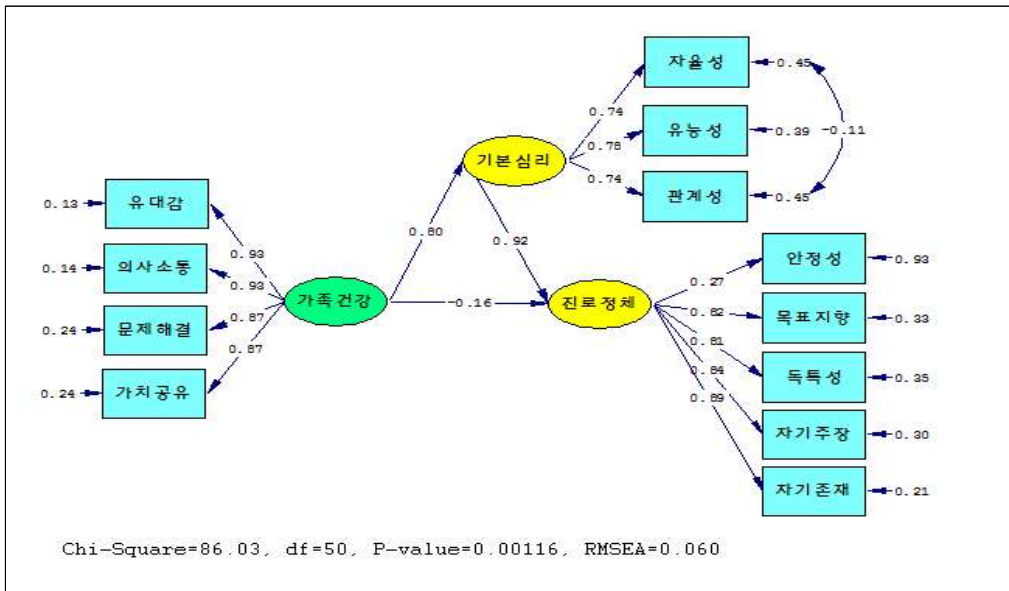 자율성
0.45
0.74
유능성
0.39
-0.11
기본심리
0.78
0.74
관계성
0.45
0.13
유대감
0.80
0.92
0.93
안정성
0.93
0.14
의사소통
0.93
0.27
가족건강
-0.16
진로정체
0.82
목표지향
0.33
0.24
문제해결
0.87
0.87
0.81
독특성
0.35
0.84
0.24
가치공유
0.89
자기주장
0.30
자기존재
0.21
Chi-Square=86.03, df=50, P-value=0.00116, RMSEA=0.060